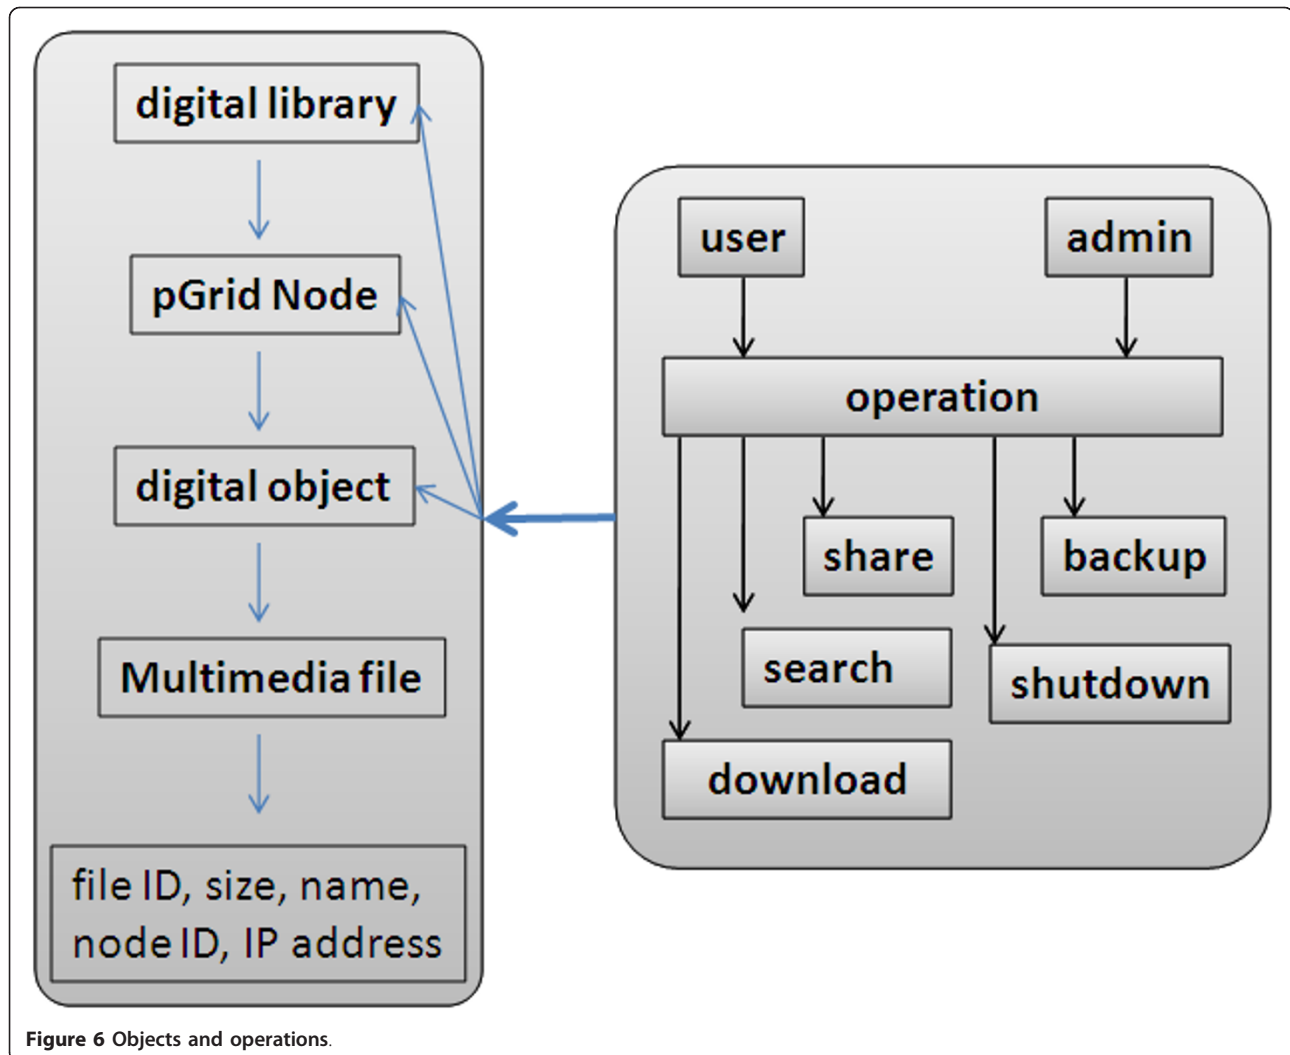 digital library
pGrid Node
digital object
Multimedia file
file ID, size, name,
node ID, IP address
user
admin
operation
share
backup
search
shutdown
download
Figure 6 Objects and operations.